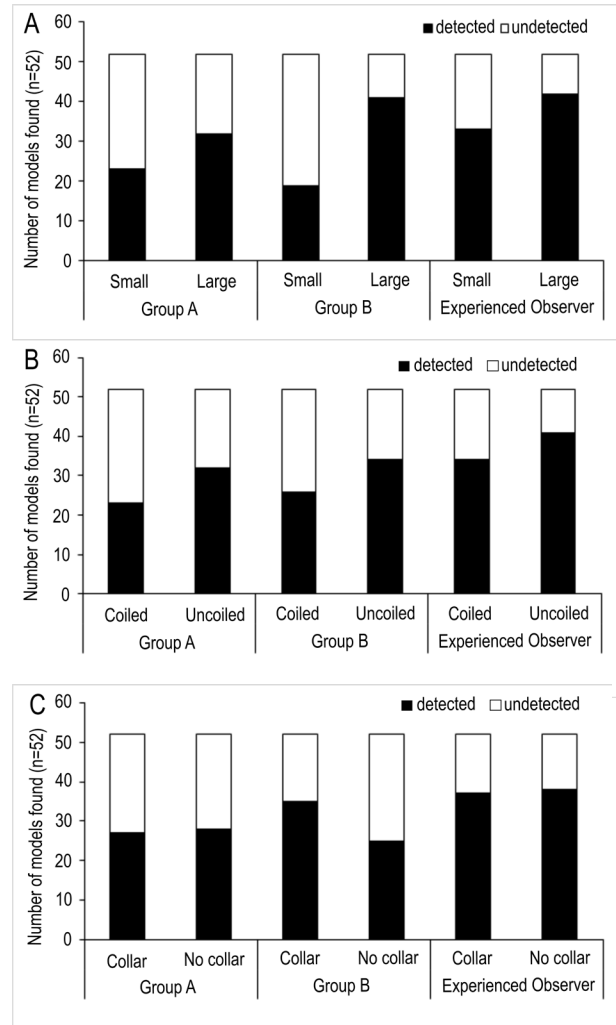 A
60
detected undetected
50
40
30
20
10
0
Number of models found (n=52)
Small Large Small Large Small Large
Group A Group B Experienced Observer
B
60
detected undetected
50
40
30
20
10
0
Number of models found (n=52)
Coiled Uncoiled Coiled Uncoiled Coiled Uncoiled
Group A Group B Experienced Observer
C
60
detected undetected
50
40
30
20
10
0
Number of models found (n=52)
Collar No collar Collar No collar Collar No collar
Group A Group B Experienced Observer